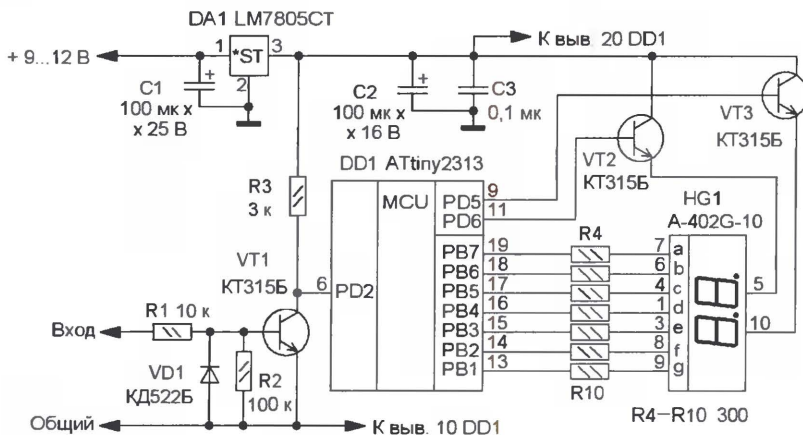 DA1 LM7805CT
+ 9...12 В
1
*ST
3
2
К выв. 20 DD1
C1
100 мк x
x 25 В
C2
100 мк x
x 16 В
C3
0,1 мк
VT3
КТ315Б
VT2
КТ315Б
R3
3 к
DD1 ATtiny2313
MCU
PD5
9
PD6
11
HG1
A-402G-10
VT1
КТ315Б
6
PD2
PB7
19
R4
7
a
PB6
18
6
b
PB5
17
4
c
5
PB4
16
1
d
PB3
15
3
e
10
PB2
14
8
f
PB1
13
9
g
R10
R1 10 к
Вход
VD1
КД522Б
R2
100 к
Общий
К выв. 10 DD1
R4–R10 300